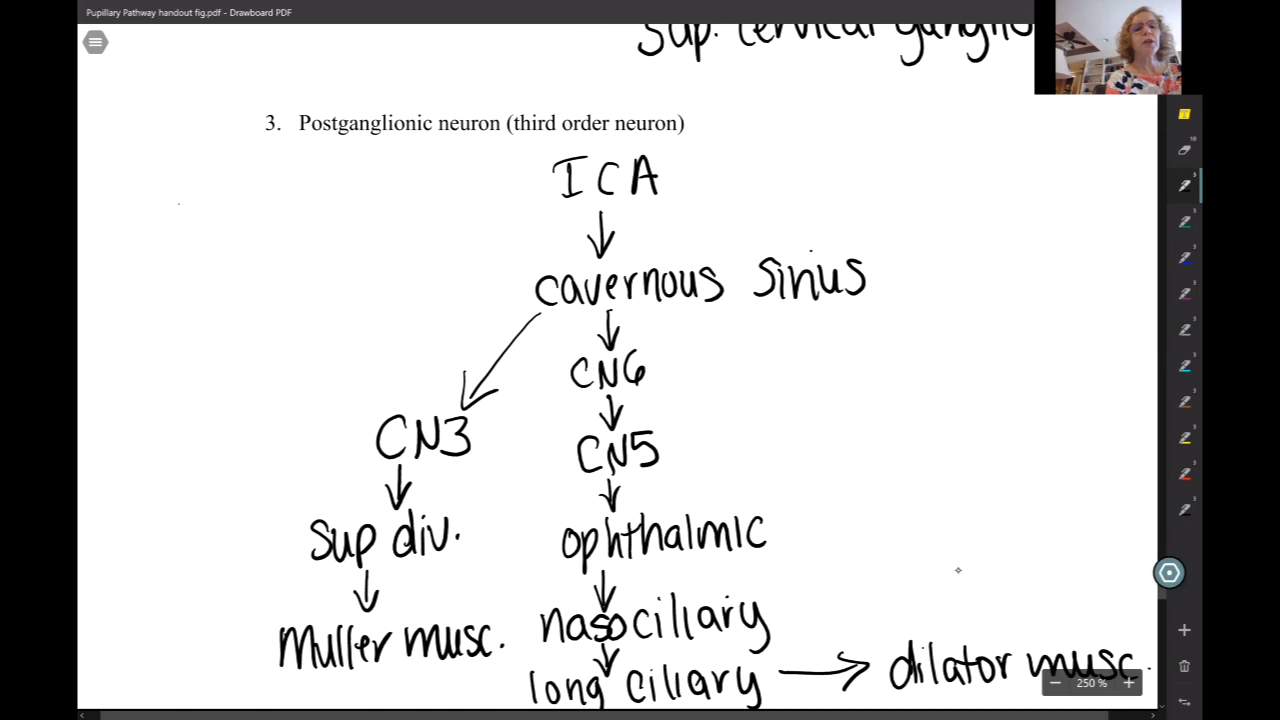 Pupillary Pathway handout fig.pdf - Drawboard PDF
Sup. cervical
3. Postganglionic neuron (third order neuron)
ICA
cavernous sinus
CN6
CN3
CN5
Sup div.
ophthalmic
Muller musc.
nasociliary
long ciliary → dilator musc.
250 %